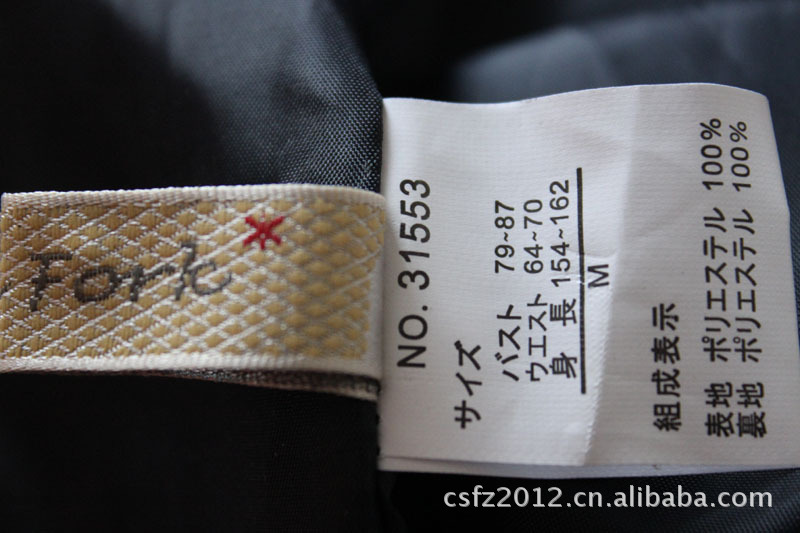 Fork
NO. 31553
サイズ
バスト 79~87
ウエスト 64~70
身 長 154~162
M
組成表示
表地 ポリエステル 100%
裏地 ポリエステル 100%
csfz2012.cn.alibaba.com